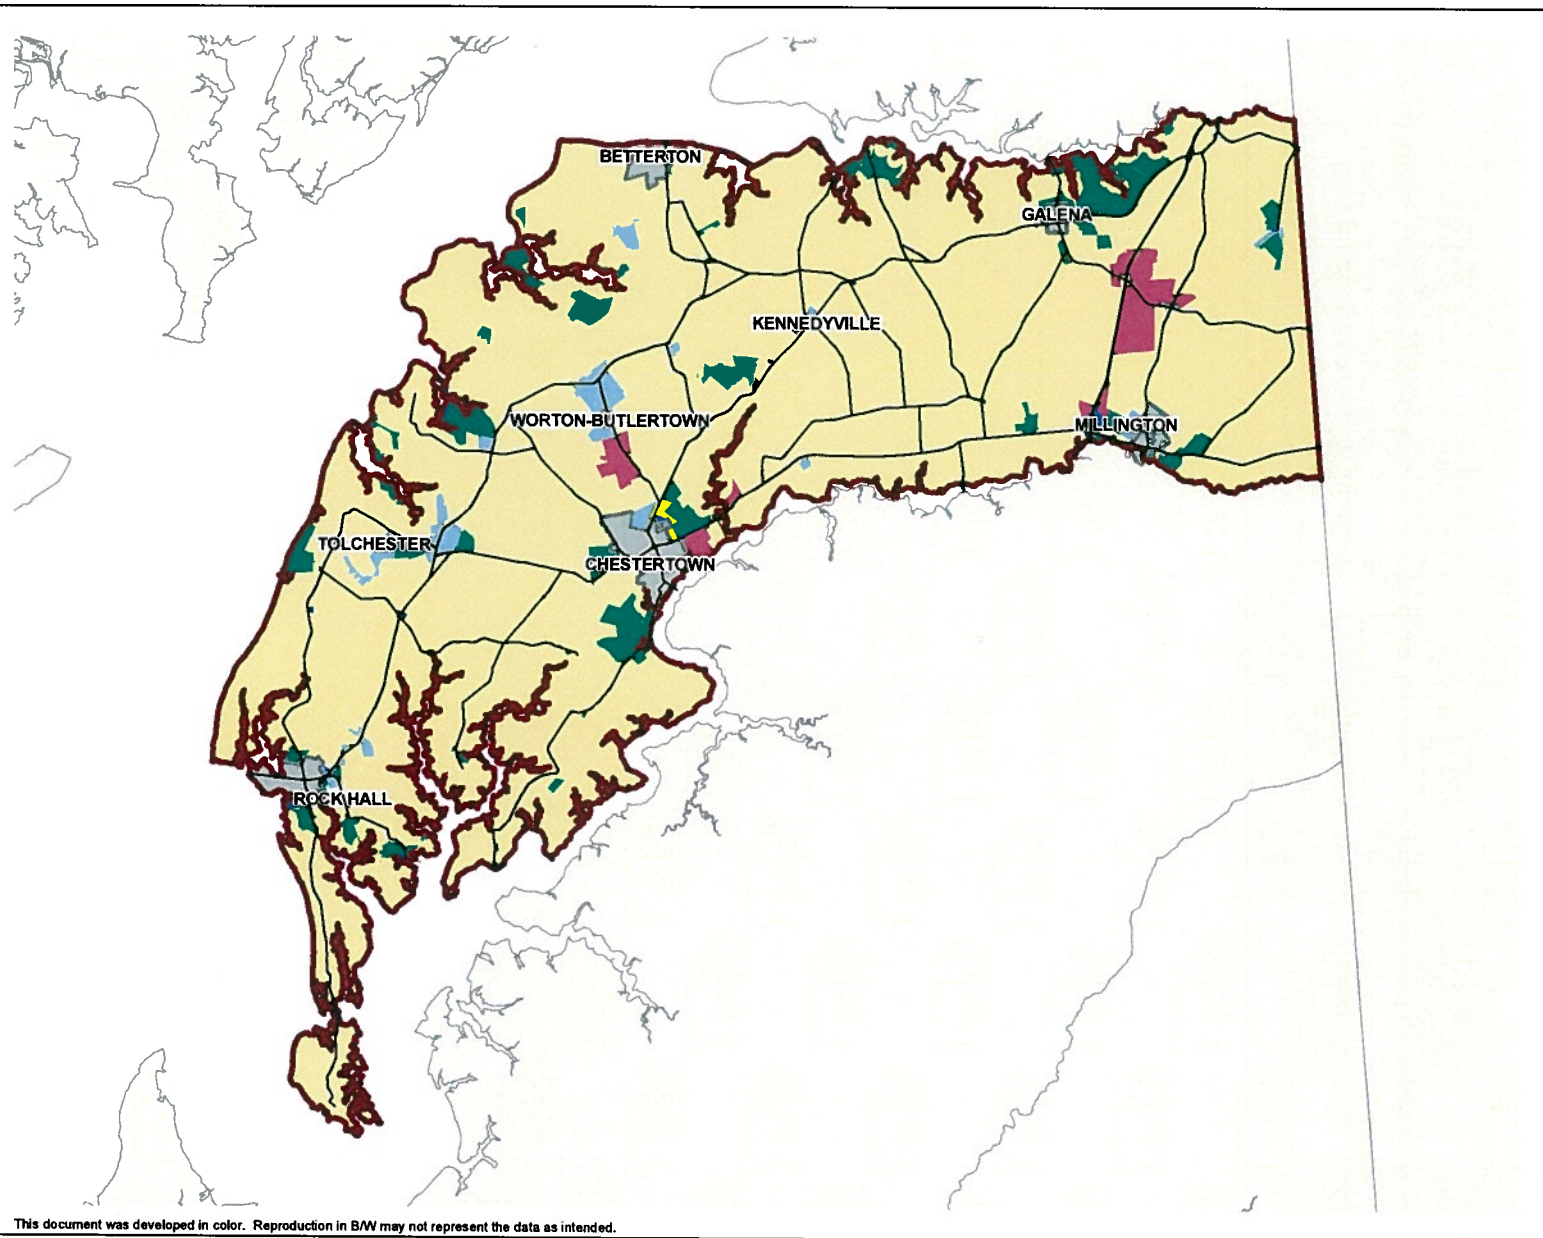 BETTERTON
GALENA
KENNEDYVILLE
WORTON-BUTLERTOWN
MILLINGTON
TOLCHESTER
CHESTERTOWN
ROCK HALL
This document was developed in color. Reproduction in B/W may not represent the data as intended.